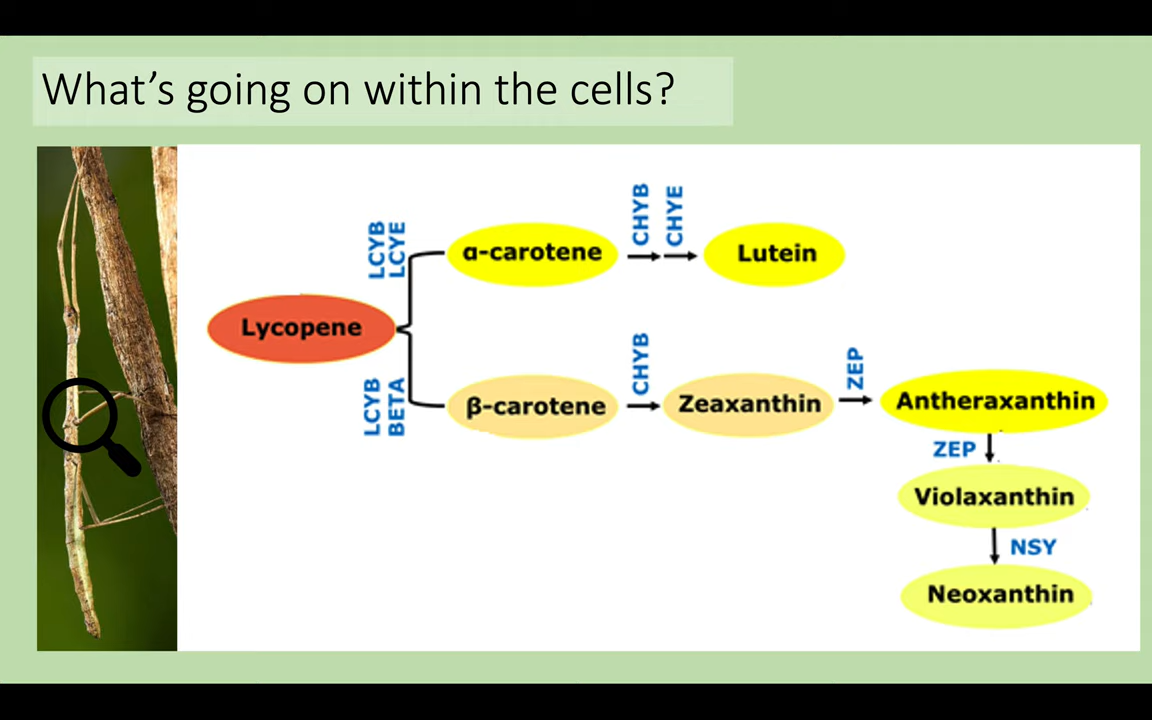 What's going on within the cells?
LCYB
LCYE
α-carotene
CHYB
CHYE
Lutein
Lycopene
LCYB
BETA
β-carotene
CHYB
Zeaxanthin
ZEP
Antheraxanthin
ZEP
Violaxanthin
NSY
Neoxanthin